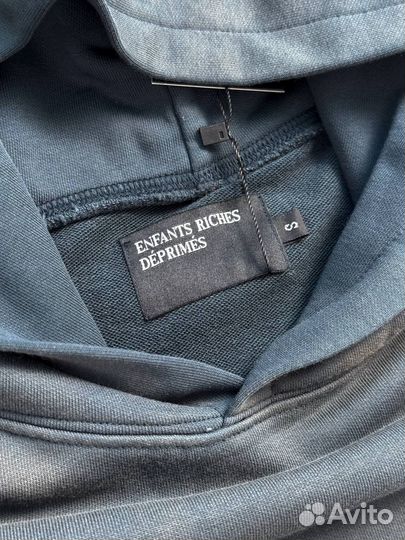 ENFANTS RICHES
DÉPRIMÉS
S
Avito